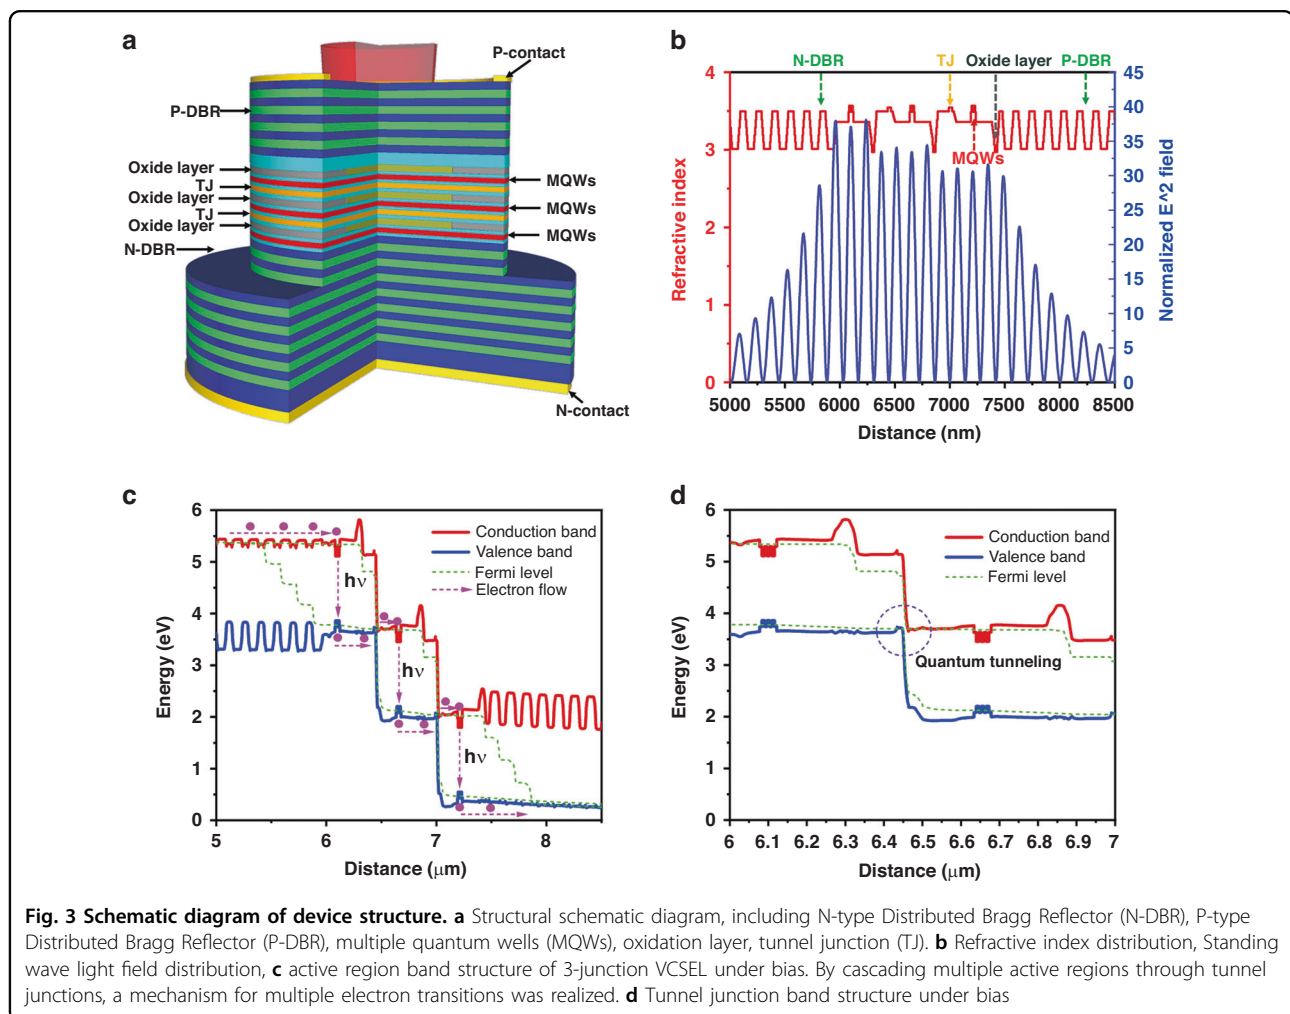 a
P-contact
P-DBR
Oxide layer
TJ
Oxide layer
TJ
Oxide layer
N-DBR
MQWs
MQWs
MQWs
N-contact
b
N-DBR
TJ
Oxide layer
P-DBR
MQWs
Refractive index
4
3
2
1
0
Normalized E^2 field
45
40
35
30
25
20
15
10
5
0
5000 5500 6000 6500 7000 7500 8000 8500
Distance (nm)
c
Energy (eV)
6
5
4
3
2
1
0
Conduction band
Valence band
Fermi level
Electron flow
hν
hν
hν
5 6 7 8
Distance (μm)
d
Energy (eV)
6
5
4
3
2
1
0
Conduction band
Valence band
Fermi level
Quantum tunneling
6 6.1 6.2 6.3 6.4 6.5 6.6 6.7 6.8 6.9 7
Distance (μm)
Fig. 3 Schematic diagram of device structure. a Structural schematic diagram, including N-type Distributed Bragg Reflector (N-DBR), P-type
Distributed Bragg Reflector (P-DBR), multiple quantum wells (MQWs), oxidation layer, tunnel junction (TJ). b Refractive index distribution, Standing
wave light field distribution, c active region band structure of 3-junction VCSEL under bias. By cascading multiple active regions through tunnel
junctions, a mechanism for multiple electron transitions was realized. d Tunnel junction band structure under bias